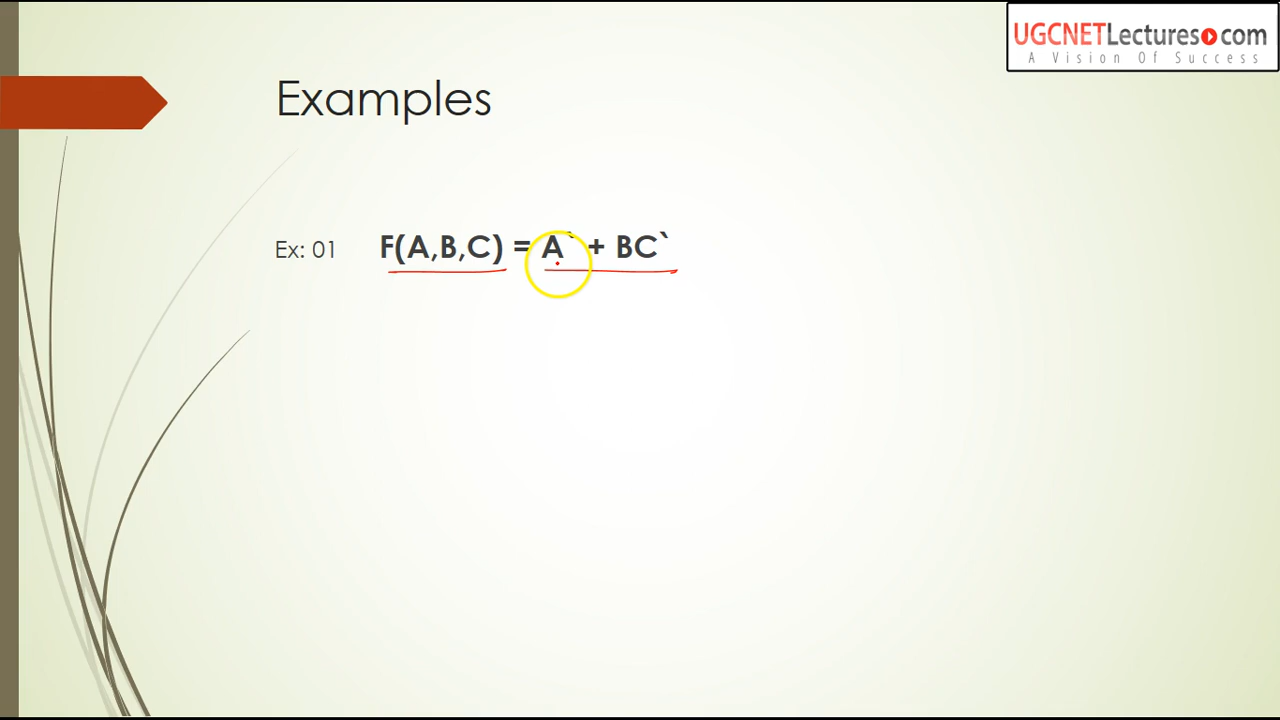 UGCNETLectures.com
A Vision Of Success
Examples
Ex: 01 F(A,B,C) = A` + BC`